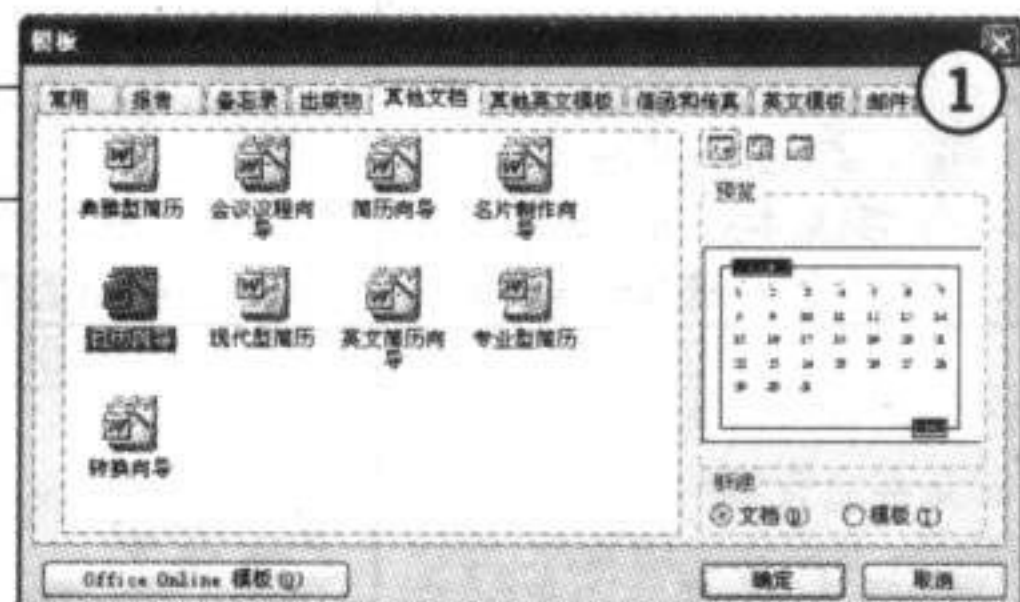 模板
①
常用 报告 备忘录 出版物 其他文档 其他英文模板 信函和传真 英文模板 邮件
典雅型简历 会议议程向导 简历向导 名片制作向导
预览
日历向导 现代型简历 英文简历向导 专业型简历
转换向导
新建
文档(D) 模板(T)
Office Online 模板(O) 确定 取消